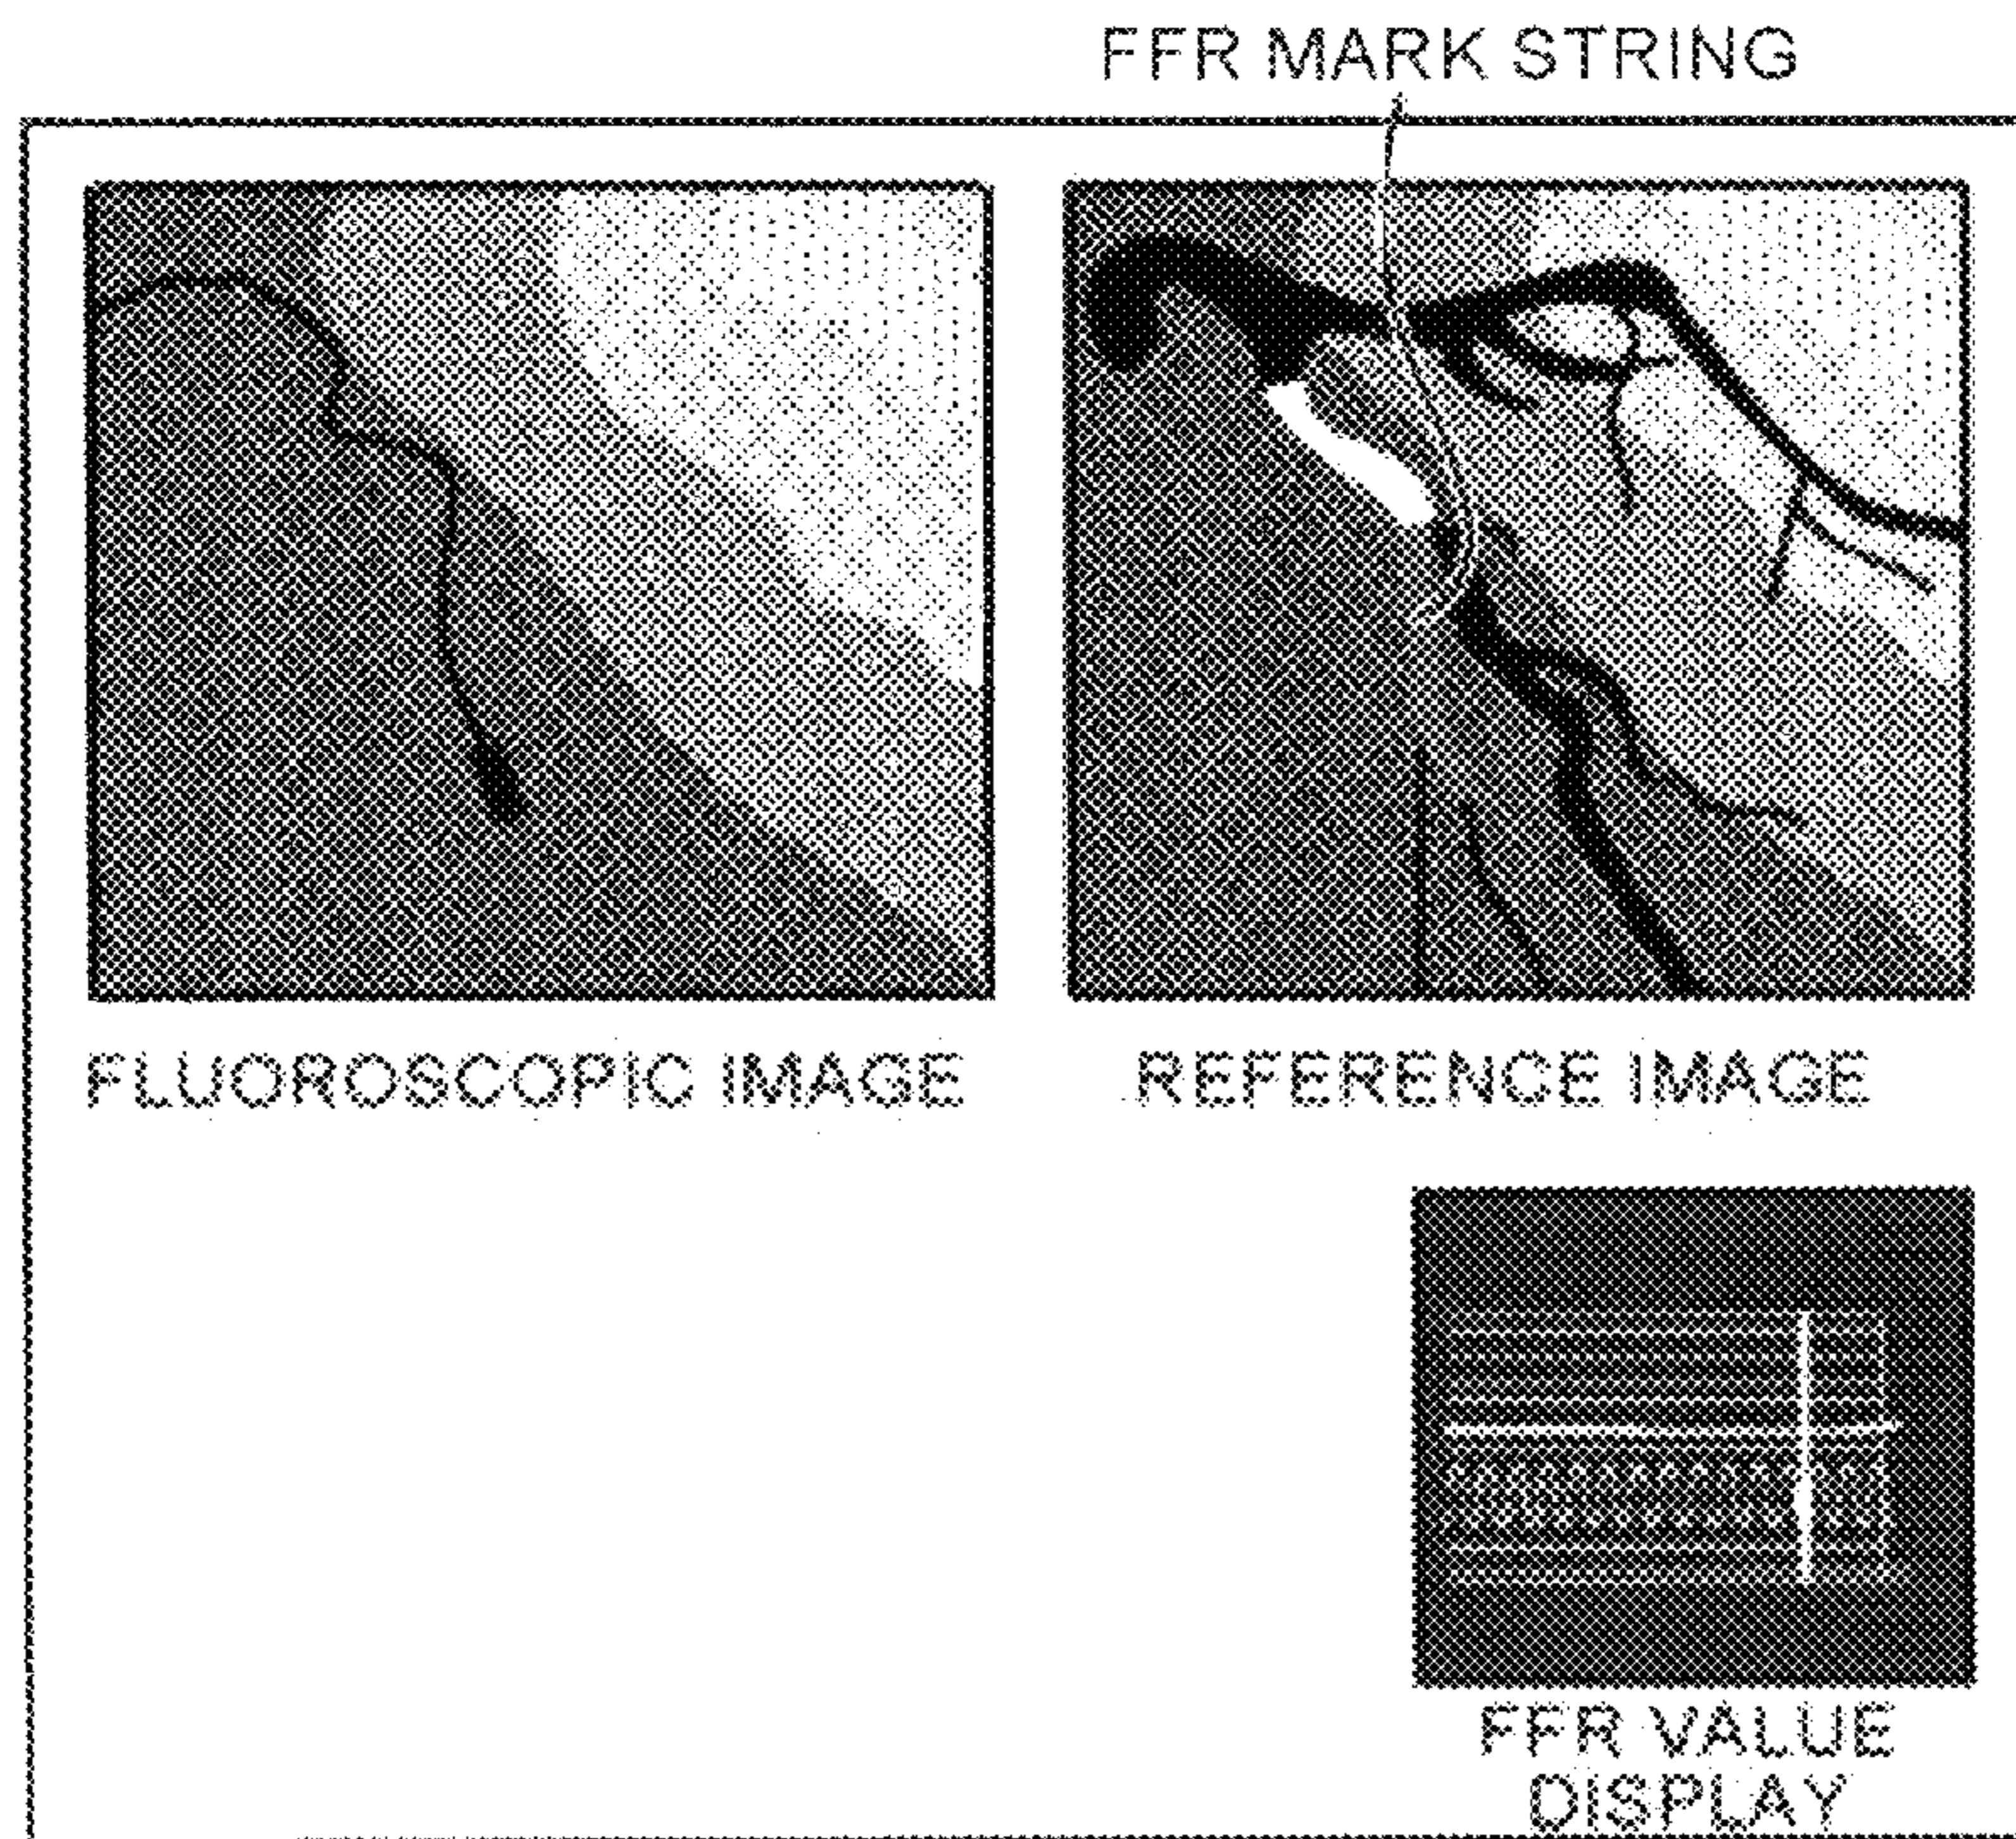 FFR MARK STRING
FLUOROSCOPIC IMAGE
REFERENCE IMAGE
FFR VALUE
DISPLAY